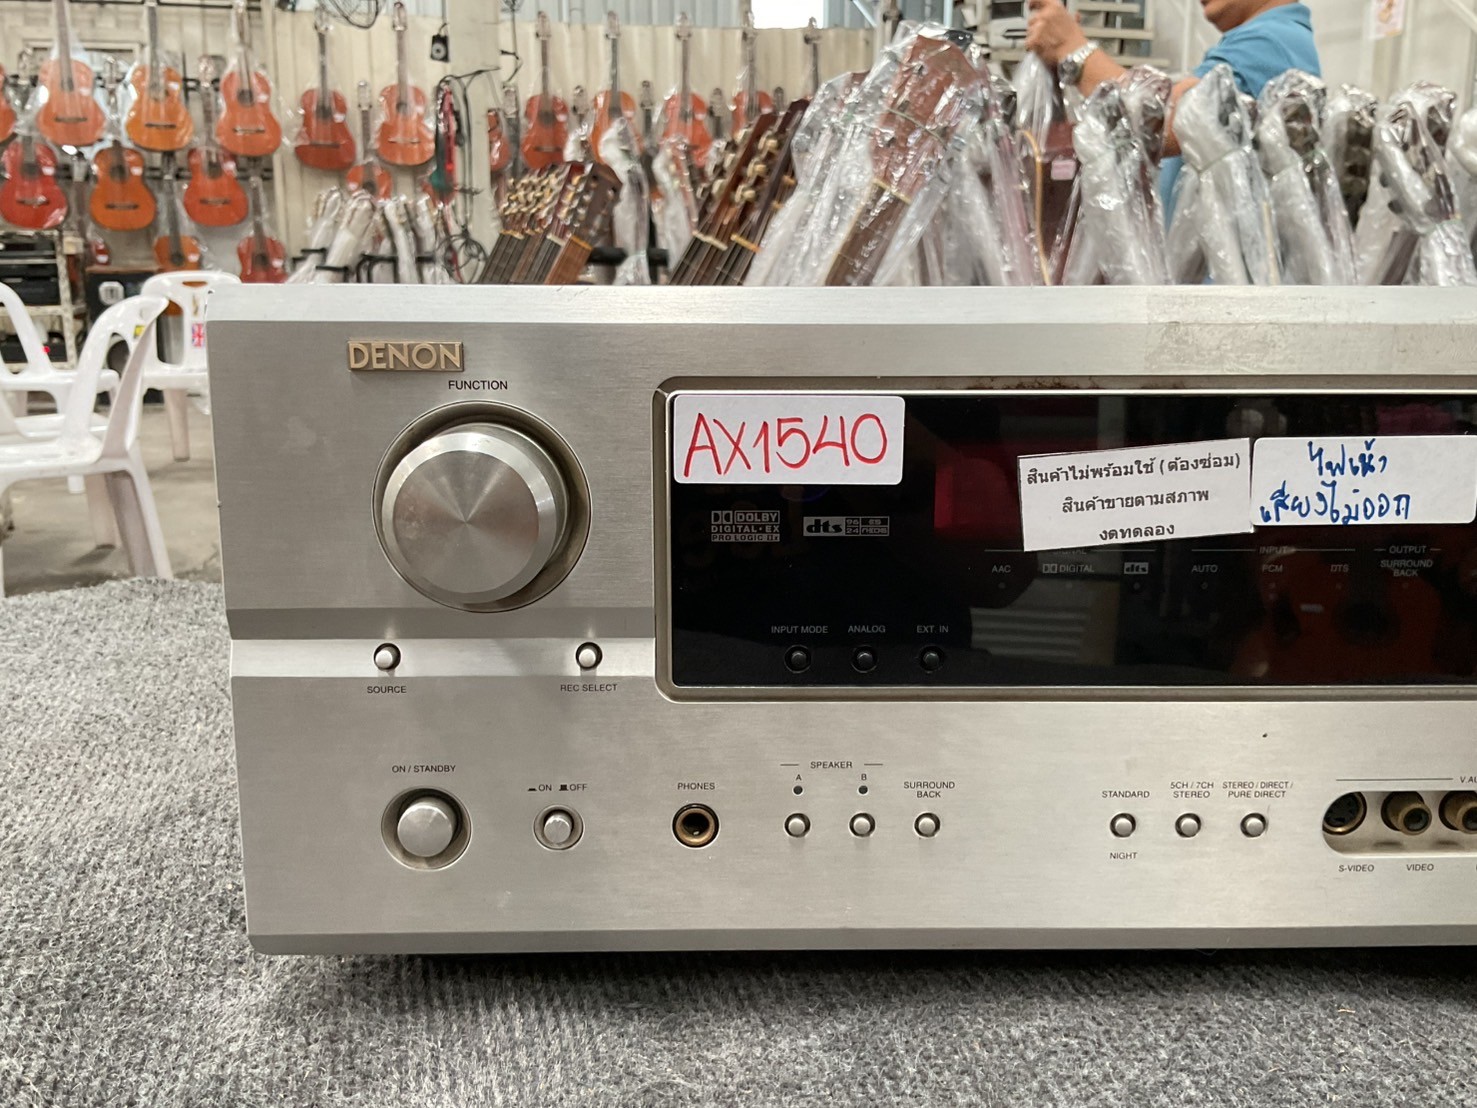 DENON
FUNCTION
AX1540
สินค้าไม่พร้อมใช้ (ต้องซ่อม)
สินค้าขายตามสภาพ
งดทดลอง
ไฟเข้า
เสียงไม่ออก
DOLBY
DIGITAL·EX
PRO LOGIC IIx
dts 96 24 ES NEO:6
INPUT
OUTPUT
AAC
DIGITAL
dts
AUTO
PCM
DTS
SURROUND
BACK
INPUT MODE
ANALOG
EXT. IN
SOURCE
REC SELECT
ON / STANDBY
ON
OFF
PHONES
SPEAKER
A
B
SURROUND
BACK
STANDARD
NIGHT
5CH / 7CH
STEREO
STEREO / DIRECT /
PURE DIRECT
V.AU
S-VIDEO
VIDEO